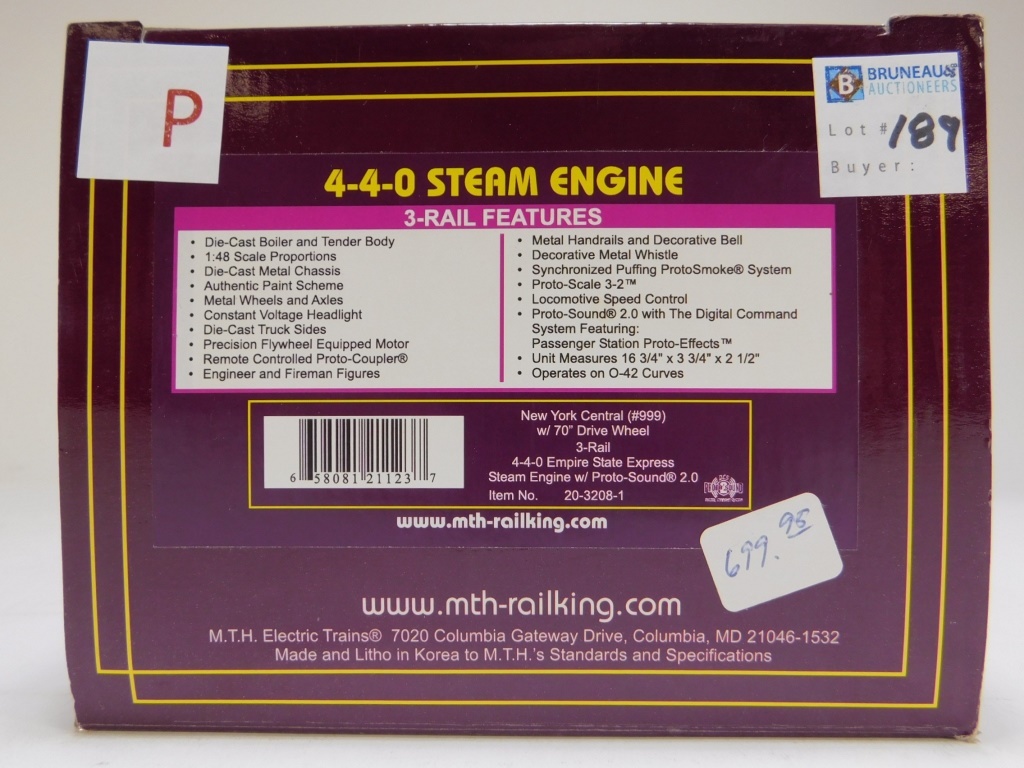 P
B BRUNEAU&
AUCTIONEERS
Lot # 189
Buyer:
4-4-0 STEAM ENGINE
3-RAIL FEATURES
• Die-Cast Boiler and Tender Body
• 1:48 Scale Proportions
• Die-Cast Metal Chassis
• Authentic Paint Scheme
• Metal Wheels and Axles
• Constant Voltage Headlight
• Die-Cast Truck Sides
• Precision Flywheel Equipped Motor
• Remote Controlled Proto-Coupler®
• Engineer and Fireman Figures
• Metal Handrails and Decorative Bell
• Decorative Metal Whistle
• Synchronized Puffing ProtoSmoke® System
• Proto-Scale 3-2™
• Locomotive Speed Control
• Proto-Sound® 2.0 with The Digital Command
System Featuring:
Passenger Station Proto-Effects™
• Unit Measures 16 3/4" x 3 3/4" x 2 1/2"
• Operates on O-42 Curves
6 58081 21123 7
New York Central (#999)
w/ 70" Drive Wheel
3-Rail
4-4-0 Empire State Express
Steam Engine w/ Proto-Sound® 2.0
Item No. 20-3208-1
www.mth-railking.com
699.95
www.mth-railking.com
M.T.H. Electric Trains® 7020 Columbia Gateway Drive, Columbia, MD 21046-1532
Made and Litho in Korea to M.T.H.'s Standards and Specifications